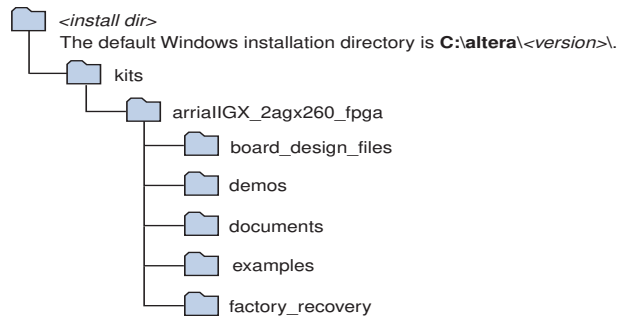 <install dir>
The default Windows installation directory is C:\altera\<version>\.
kits
arriaIIGX_2agx260_fpga
board_design_files
demos
documents
examples
factory_recovery